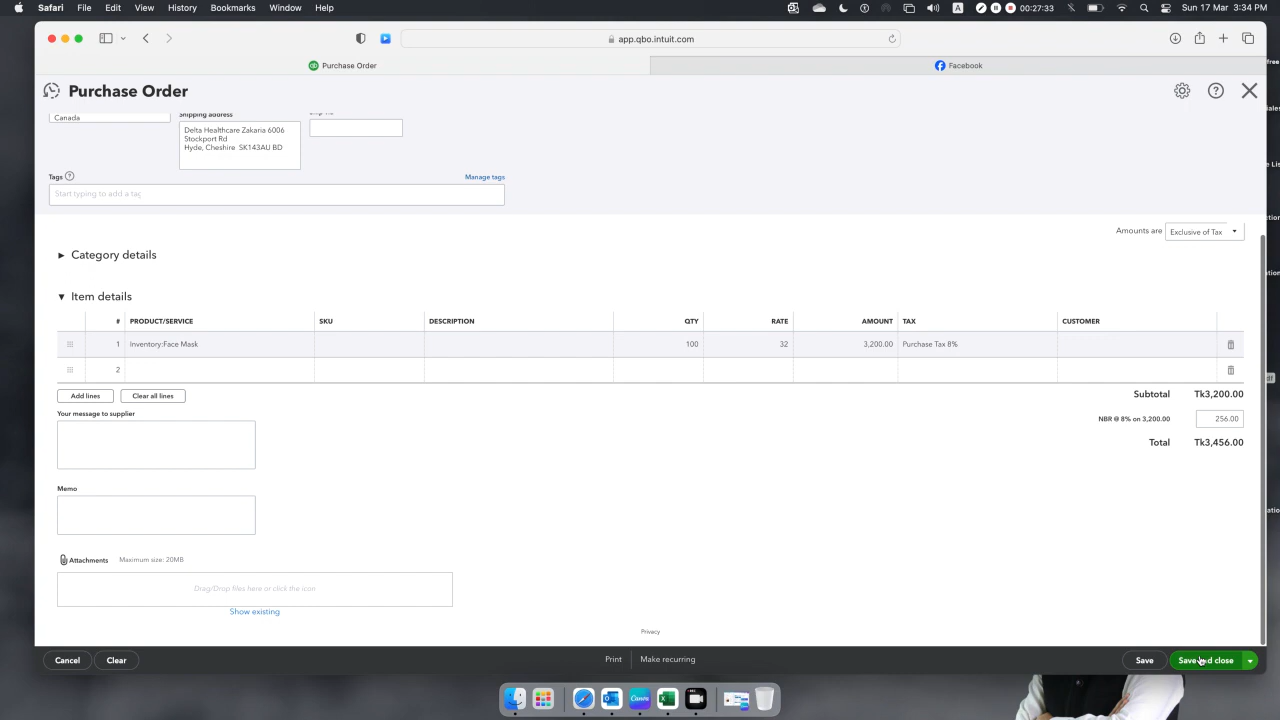 Safari File Edit View History Bookmarks Window Help A Sun 17 Mar 3:34 PM
app.qbo.intuit.com
qb Purchase Order
Facebook
Purchase Order
Canada
Shipping address
Delta Healthcare Zakaria 6006
Stockport Rd
Hyde, Cheshire SK143AU BD
Tags ?
Manage tags
Start typing to add a tag
Amounts are Exclusive of Tax
Category details
Item details
# PRODUCT/SERVICE SKU DESCRIPTION QTY RATE AMOUNT TAX CUSTOMER
1 Inventory:Face Mask 100 32 3,200.00 Purchase Tax 8%
2
Add lines Clear all lines
Subtotal Tk3,200.00
Your message to supplier
NBR @ 8% on 3,200.00 256.00
Total Tk3,456.00
Memo
Attachments Maximum size: 20MB
Drag/Drop files here or click the icon
Show existing
Privacy
Cancel Clear Print Make recurring Save Save and close
Canva
00:27:33